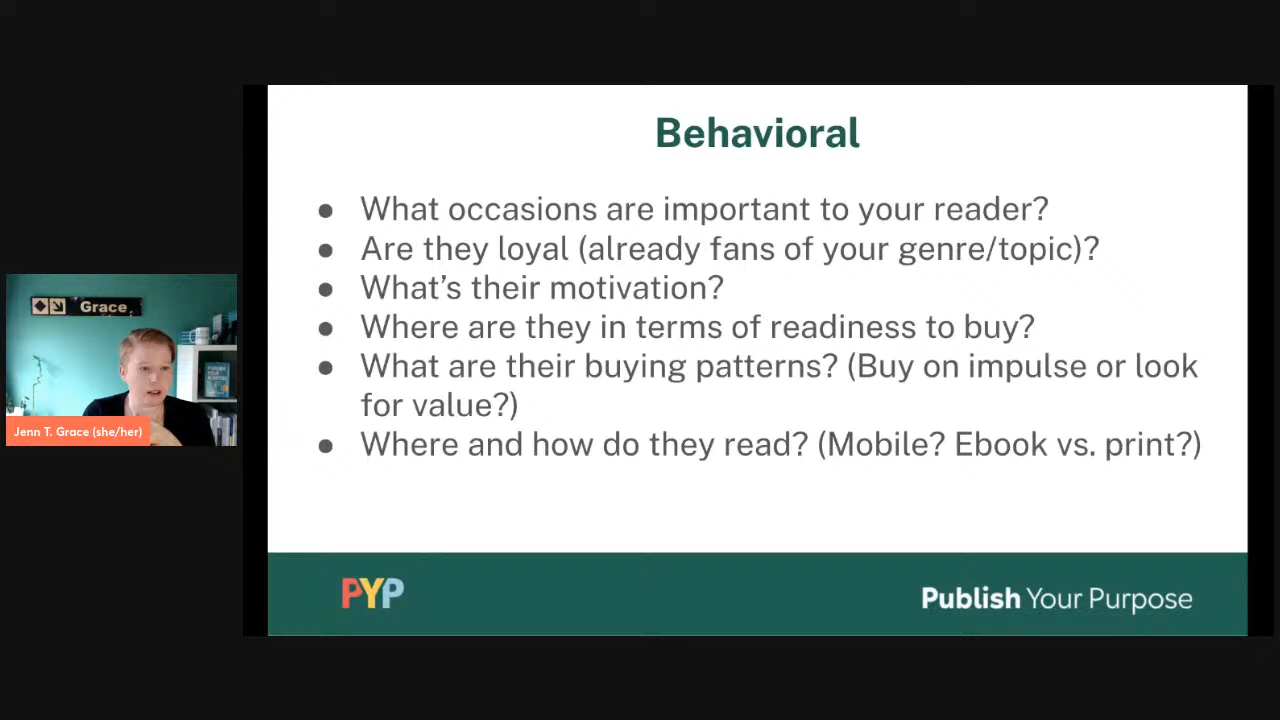 Behavioral
● What occasions are important to your reader?
● Are they loyal (already fans of your genre/topic)?
● What's their motivation?
● Where are they in terms of readiness to buy?
● What are their buying patterns? (Buy on impulse or look
for value?)
● Where and how do they read? (Mobile? Ebook vs. print?)
Grace
PUBLISH
Jenn T. Grace (she/her)
PYP
Publish Your Purpose